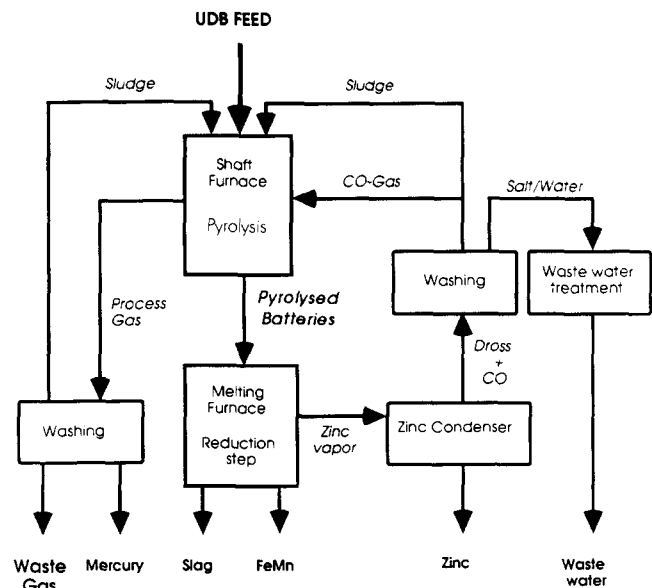 UDB FEED
Sludge
Sludge
Shaft
Furnace
Pyrolysis
CO-Gas
Salt/Water
Washing
Waste water
treatment
Process
Gas
Pyrolysed
Batteries
Dross
+
CO
Melting
Furnace
Reduction
step
Washing
Zinc
vapor
Zinc Condenser
Waste
Gas
Mercury
Slag
FeMn
Zinc
Waste
water